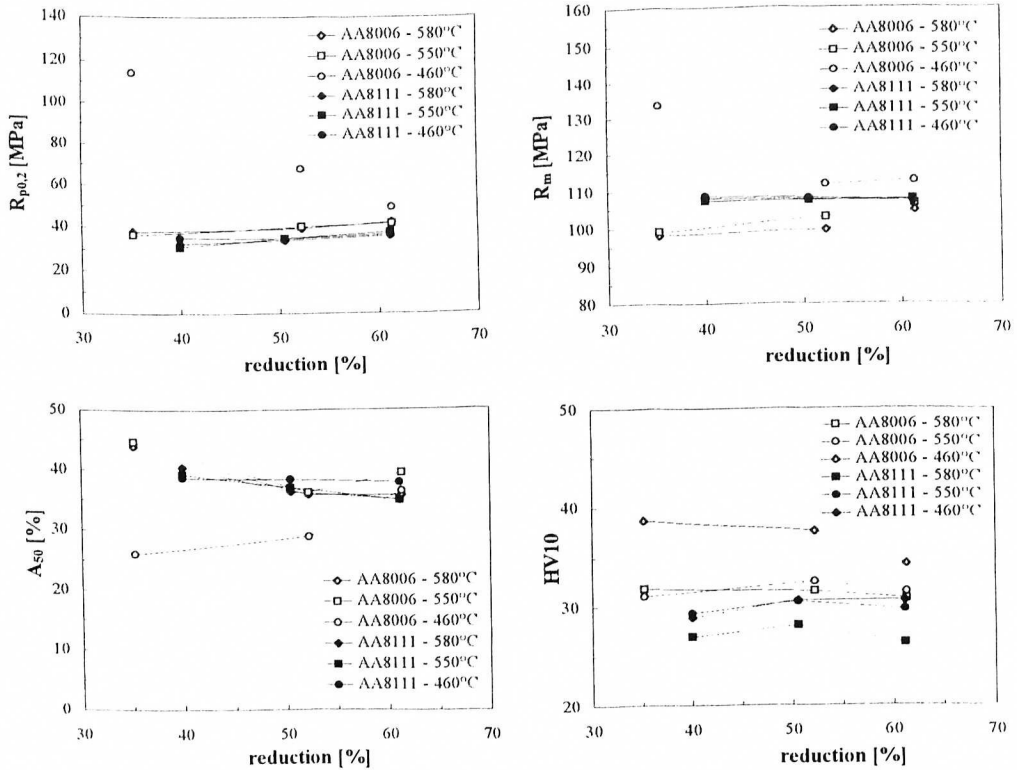 140
120
100
80
60
40
20
0
R_p0,2 [MPa]
AA8006 - 580°C
AA8006 - 550°C
AA8006 - 460°C
AA8111 - 580°C
AA8111 - 550°C
AA8111 - 460°C
30 40 50 60 70
reduction [%]
160
150
140
130
120
110
100
90
80
R_m [MPa]
AA8006 - 580°C
AA8006 - 550°C
AA8006 - 460°C
AA8111 - 580°C
AA8111 - 550°C
AA8111 - 460°C
30 40 50 60 70
reduction [%]
50
40
30
20
10
0
A_50 [%]
AA8006 - 580°C
AA8006 - 550°C
AA8006 - 460°C
AA8111 - 580°C
AA8111 - 550°C
AA8111 - 460°C
30 40 50 60 70
reduction [%]
50
40
30
20
HV10
AA8006 - 580°C
AA8006 - 550°C
AA8006 - 460°C
AA8111 - 580°C
AA8111 - 550°C
AA8111 - 460°C
30 40 50 60 70
reduction [%]